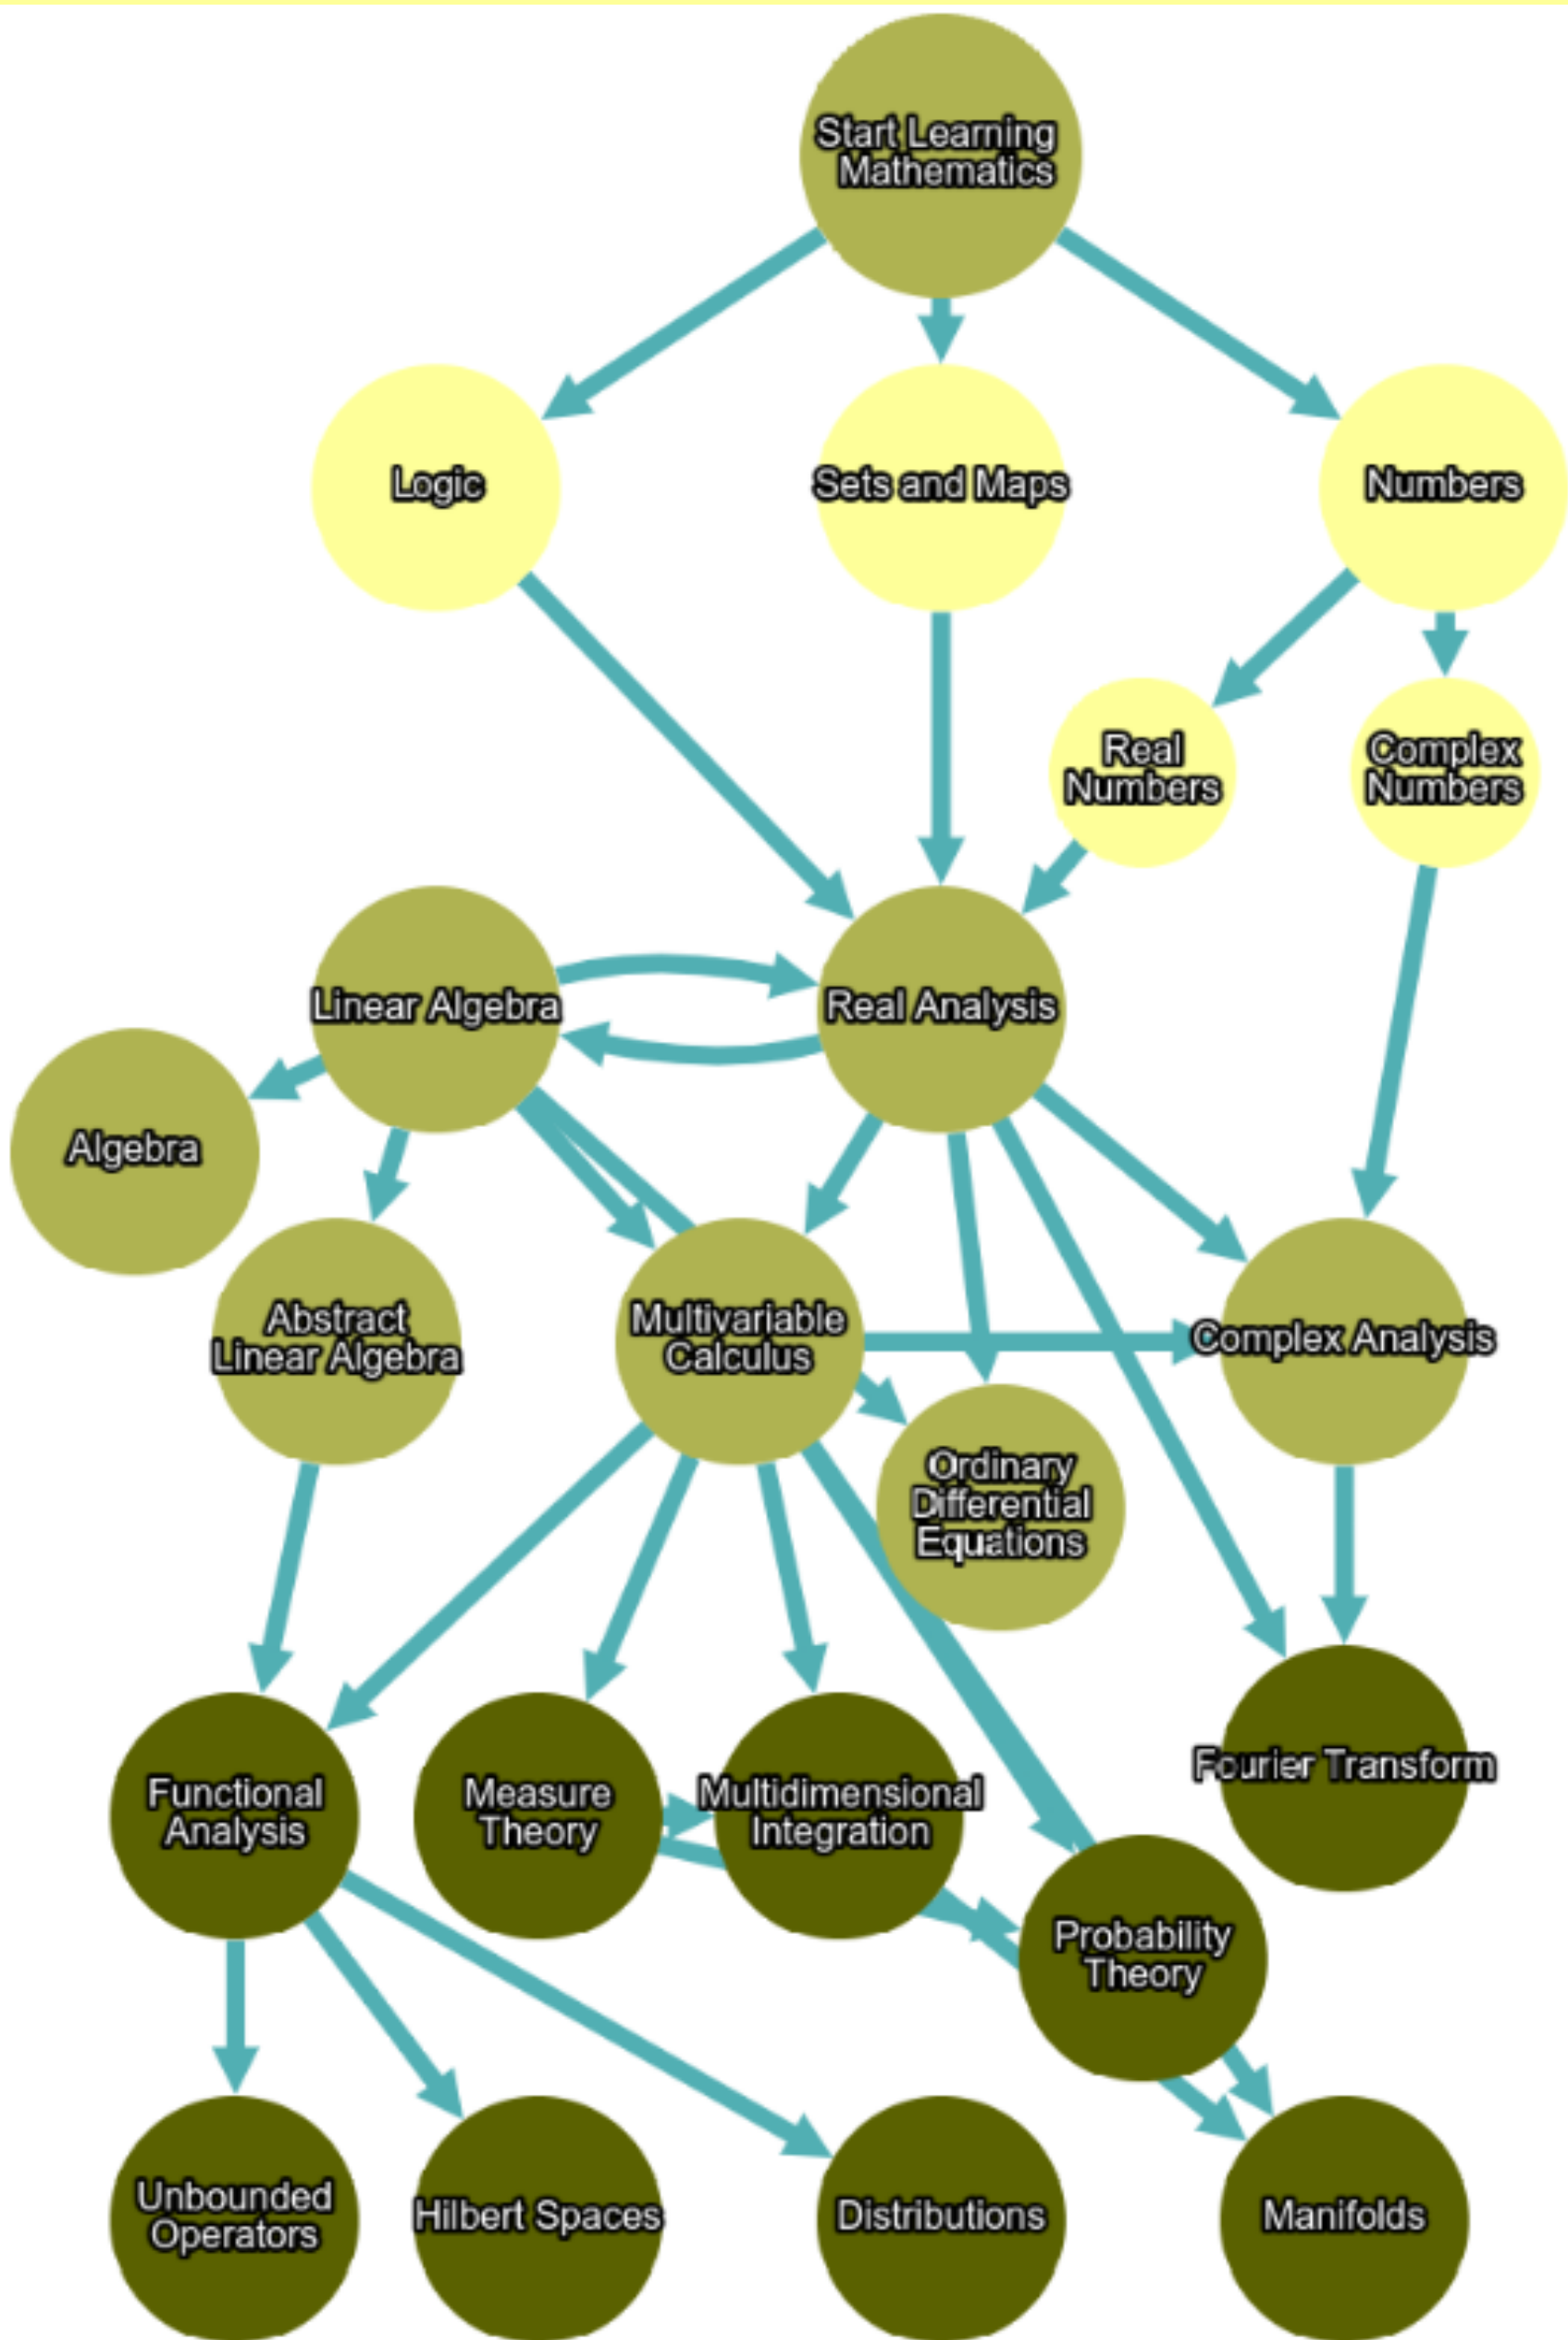 Start Learning
Mathematics
Logic
Sets and Maps
Numbers
Real
Numbers
Complex
Numbers
Linear Algebra
Real Analysis
Algebra
Abstract
Linear Algebra
Multivariable
Calculus
Complex Analysis
Ordinary
Differential
Equations
Functional
Analysis
Measure
Theory
Multidimensional
Integration
Fourier Transform
Probability
Theory
Unbounded
Operators
Hilbert Spaces
Distributions
Manifolds